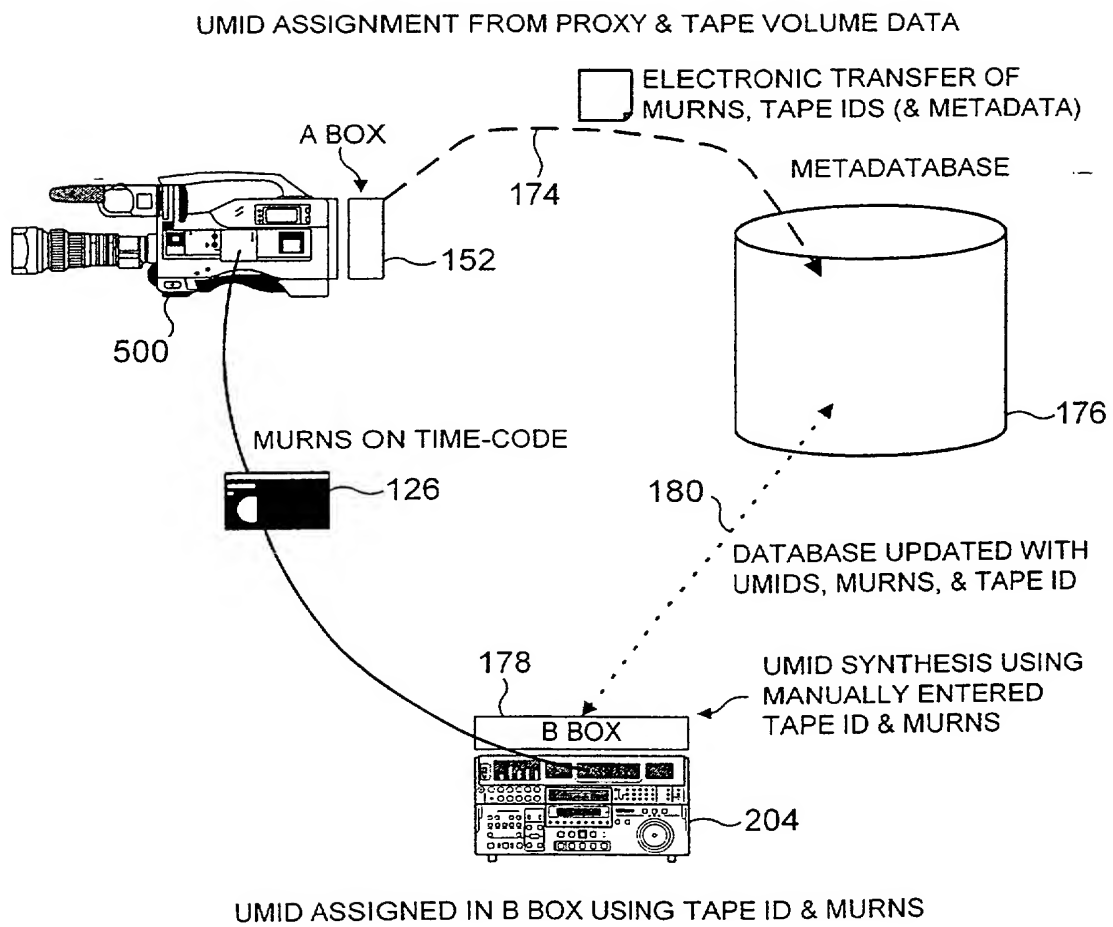 UMID ASSIGNMENT FROM PROXY & TAPE VOLUME DATA
ELECTRONIC TRANSFER OF
MURNS, TAPE IDS (& METADATA)
A BOX
174
METADATABASE
152
500
176
MURNS ON TIME-CODE
126
180
DATABASE UPDATED WITH
UMIDS, MURNS, & TAPE ID
178
UMID SYNTHESIS USING
MANUALLY ENTERED
TAPE ID & MURNS
B BOX
204
UMID ASSIGNED IN B BOX USING TAPE ID & MURNS